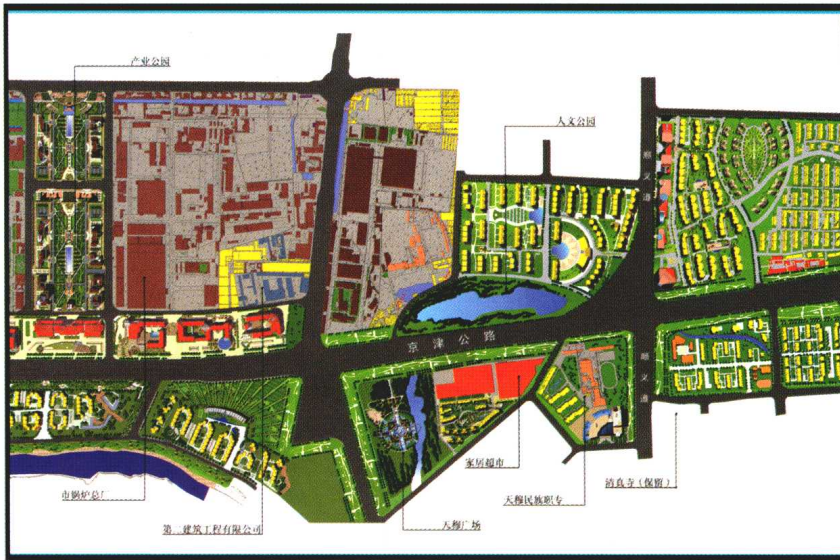 产业公园
人文公园
顺义道
京津公路
顺义道
家居超市
清真寺（保留）
市锅炉总厂
天穆民族职专
第二建筑工程有限公司
天穆广场